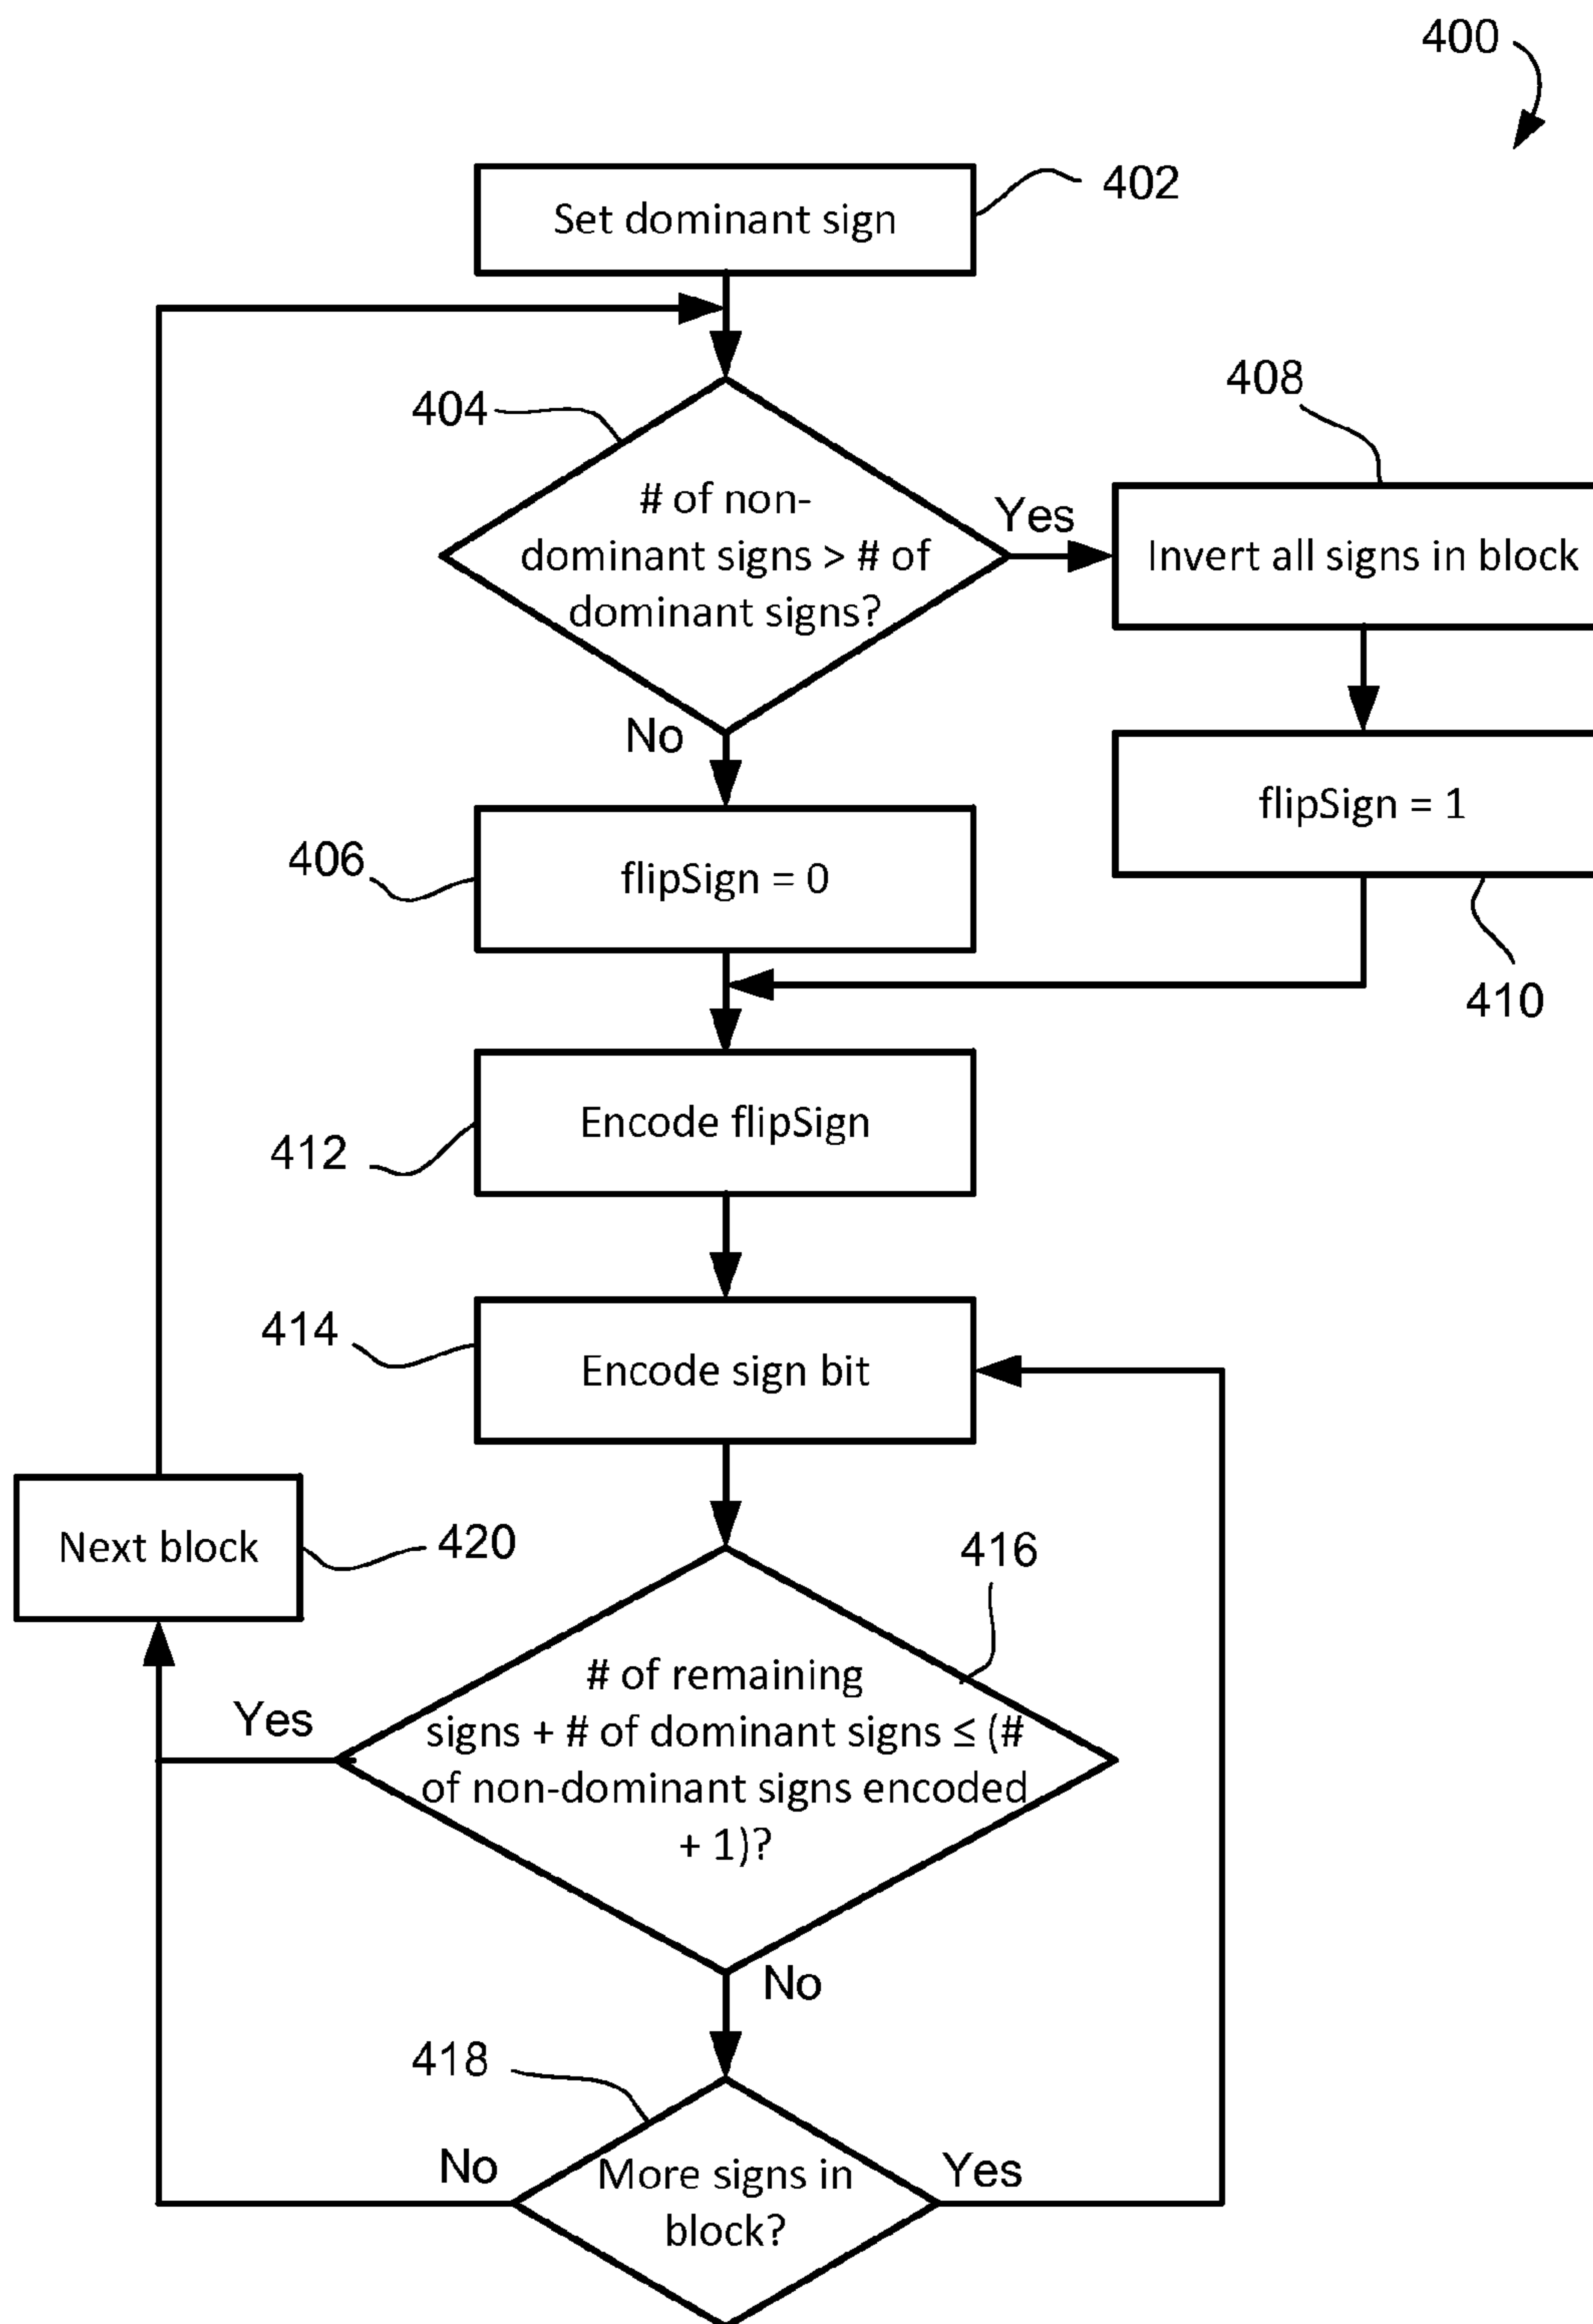 400
402
Set dominant sign
404
408
# of non-
dominant signs > # of
dominant signs?
Yes
Invert all signs in block
No
406
flipSign = 0
flipSign = 1
410
412
Encode flipSign
414
Encode sign bit
Next block
420
416
# of remaining
signs + # of dominant signs ≤ (#
of non-dominant signs encoded
+ 1)?
Yes
No
418
No
More signs in
block?
Yes